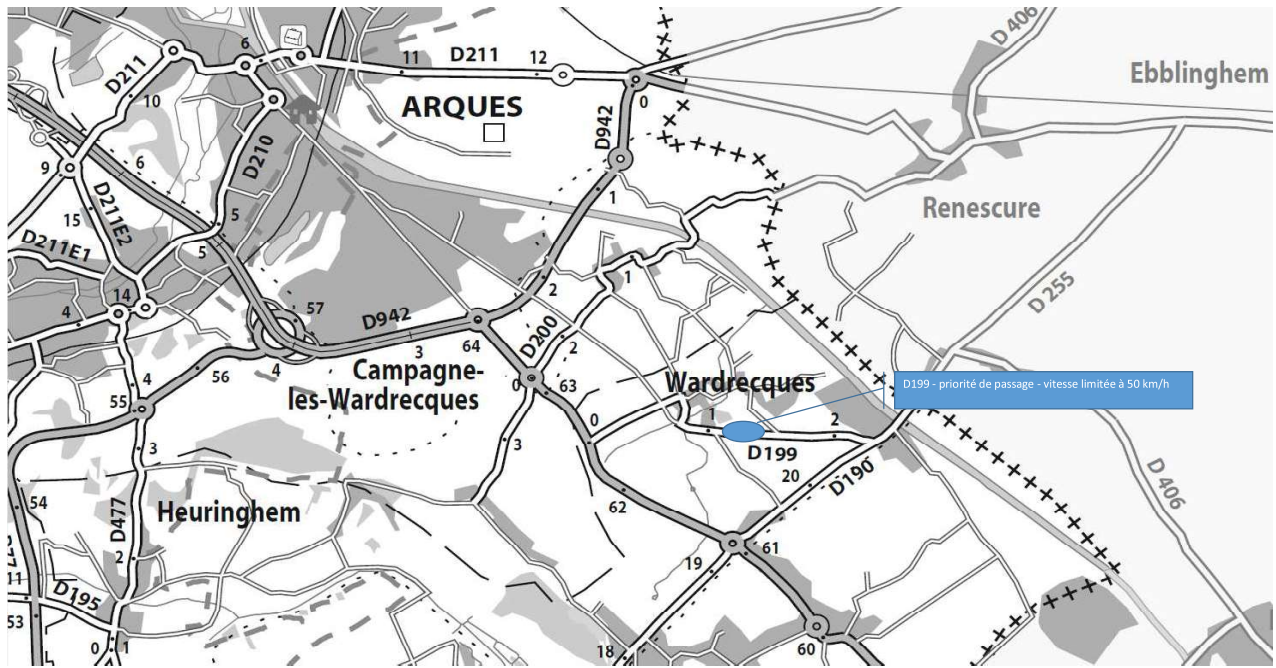 D 406
6
11
D211
12
D211
Ebblinghem
10
ARQUES
0
D942
D210
6
9
1
D211E2
15
Renescure
5
D211E1
5
1
D 255
14
2
57
4
D942
64
D200
3
2
4
56
Campagne-
les-Wardrecques
0
63
Wardrecques
D199 - priorité de passage - vitesse limitée à 50 km/h
4
55
0
1
2
3
3
D199
20
D190
D 406
54
Heuringhem
D477
62
61
2
19
11
D195
53
0
1
18
60